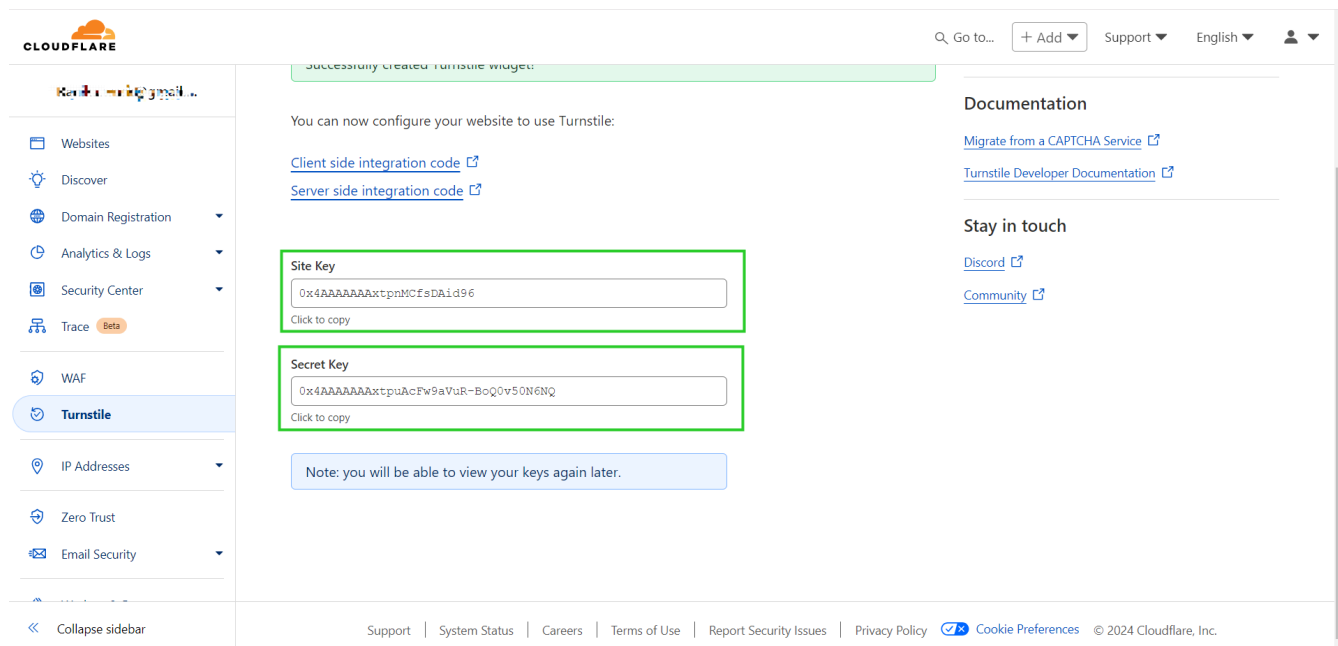 CLOUDFLARE
Go to...
+ Add
Support
English
Successfully created Turnstile widget!
You can now configure your website to use Turnstile:
Client side integration code
Server side integration code
Site Key
0x4AAAAAAAxtpnMCfsDAid96
Click to copy
Secret Key
0x4AAAAAAAxtpuAcFw9aVuR-BoQ0v50N6NQ
Click to copy
Note: you will be able to view your keys again later.
Documentation
Migrate from a CAPTCHA Service
Turnstile Developer Documentation
Stay in touch
Discord
Community
Websites
Discover
Domain Registration
Analytics & Logs
Security Center
Trace Beta
WAF
Turnstile
IP Addresses
Zero Trust
Email Security
Collapse sidebar
Support
System Status
Careers
Terms of Use
Report Security Issues
Privacy Policy
Cookie Preferences
© 2024 Cloudflare, Inc.